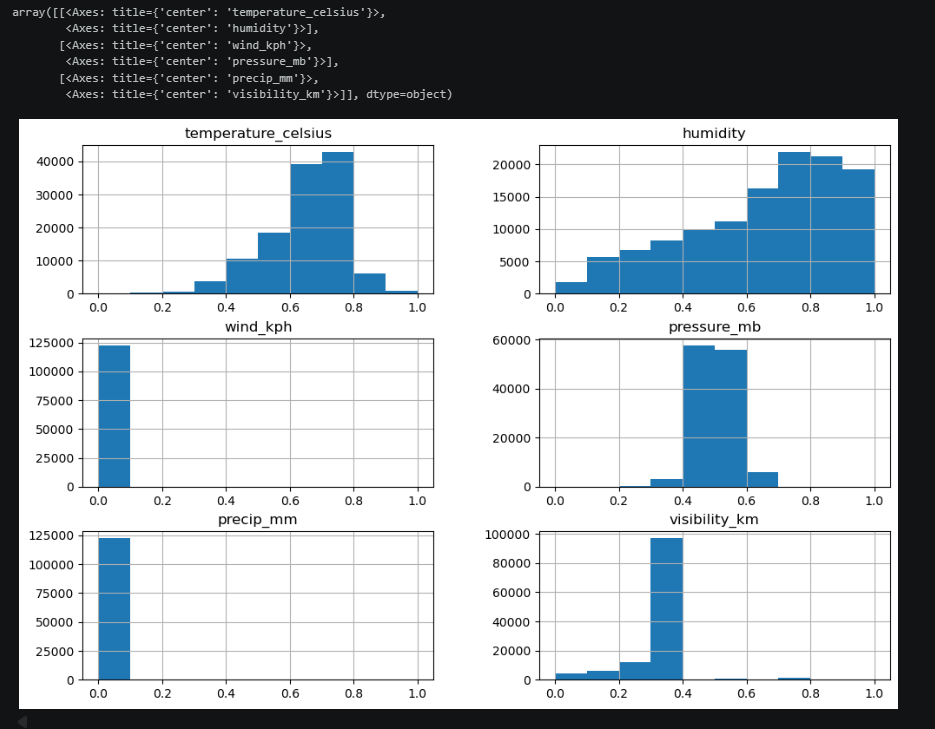 array([[<Axes: title={'center': 'temperature_celsius'}>,
        <Axes: title={'center': 'humidity'}>],
       [<Axes: title={'center': 'wind_kph'}>,
        <Axes: title={'center': 'pressure_mb'}>],
       [<Axes: title={'center': 'precip_mm'}>,
        <Axes: title={'center': 'visibility_km'}>]], dtype=object)
temperature_celsius
40000
30000
20000
10000
0
0.0 0.2 0.4 0.6 0.8 1.0
humidity
20000
15000
10000
5000
0
0.0 0.2 0.4 0.6 0.8 1.0
wind_kph
125000
100000
75000
50000
25000
0
0.0 0.2 0.4 0.6 0.8 1.0
pressure_mb
60000
40000
20000
0
0.0 0.2 0.4 0.6 0.8 1.0
precip_mm
125000
100000
75000
50000
25000
0
0.0 0.2 0.4 0.6 0.8 1.0
visibility_km
100000
80000
60000
40000
20000
0
0.0 0.2 0.4 0.6 0.8 1.0